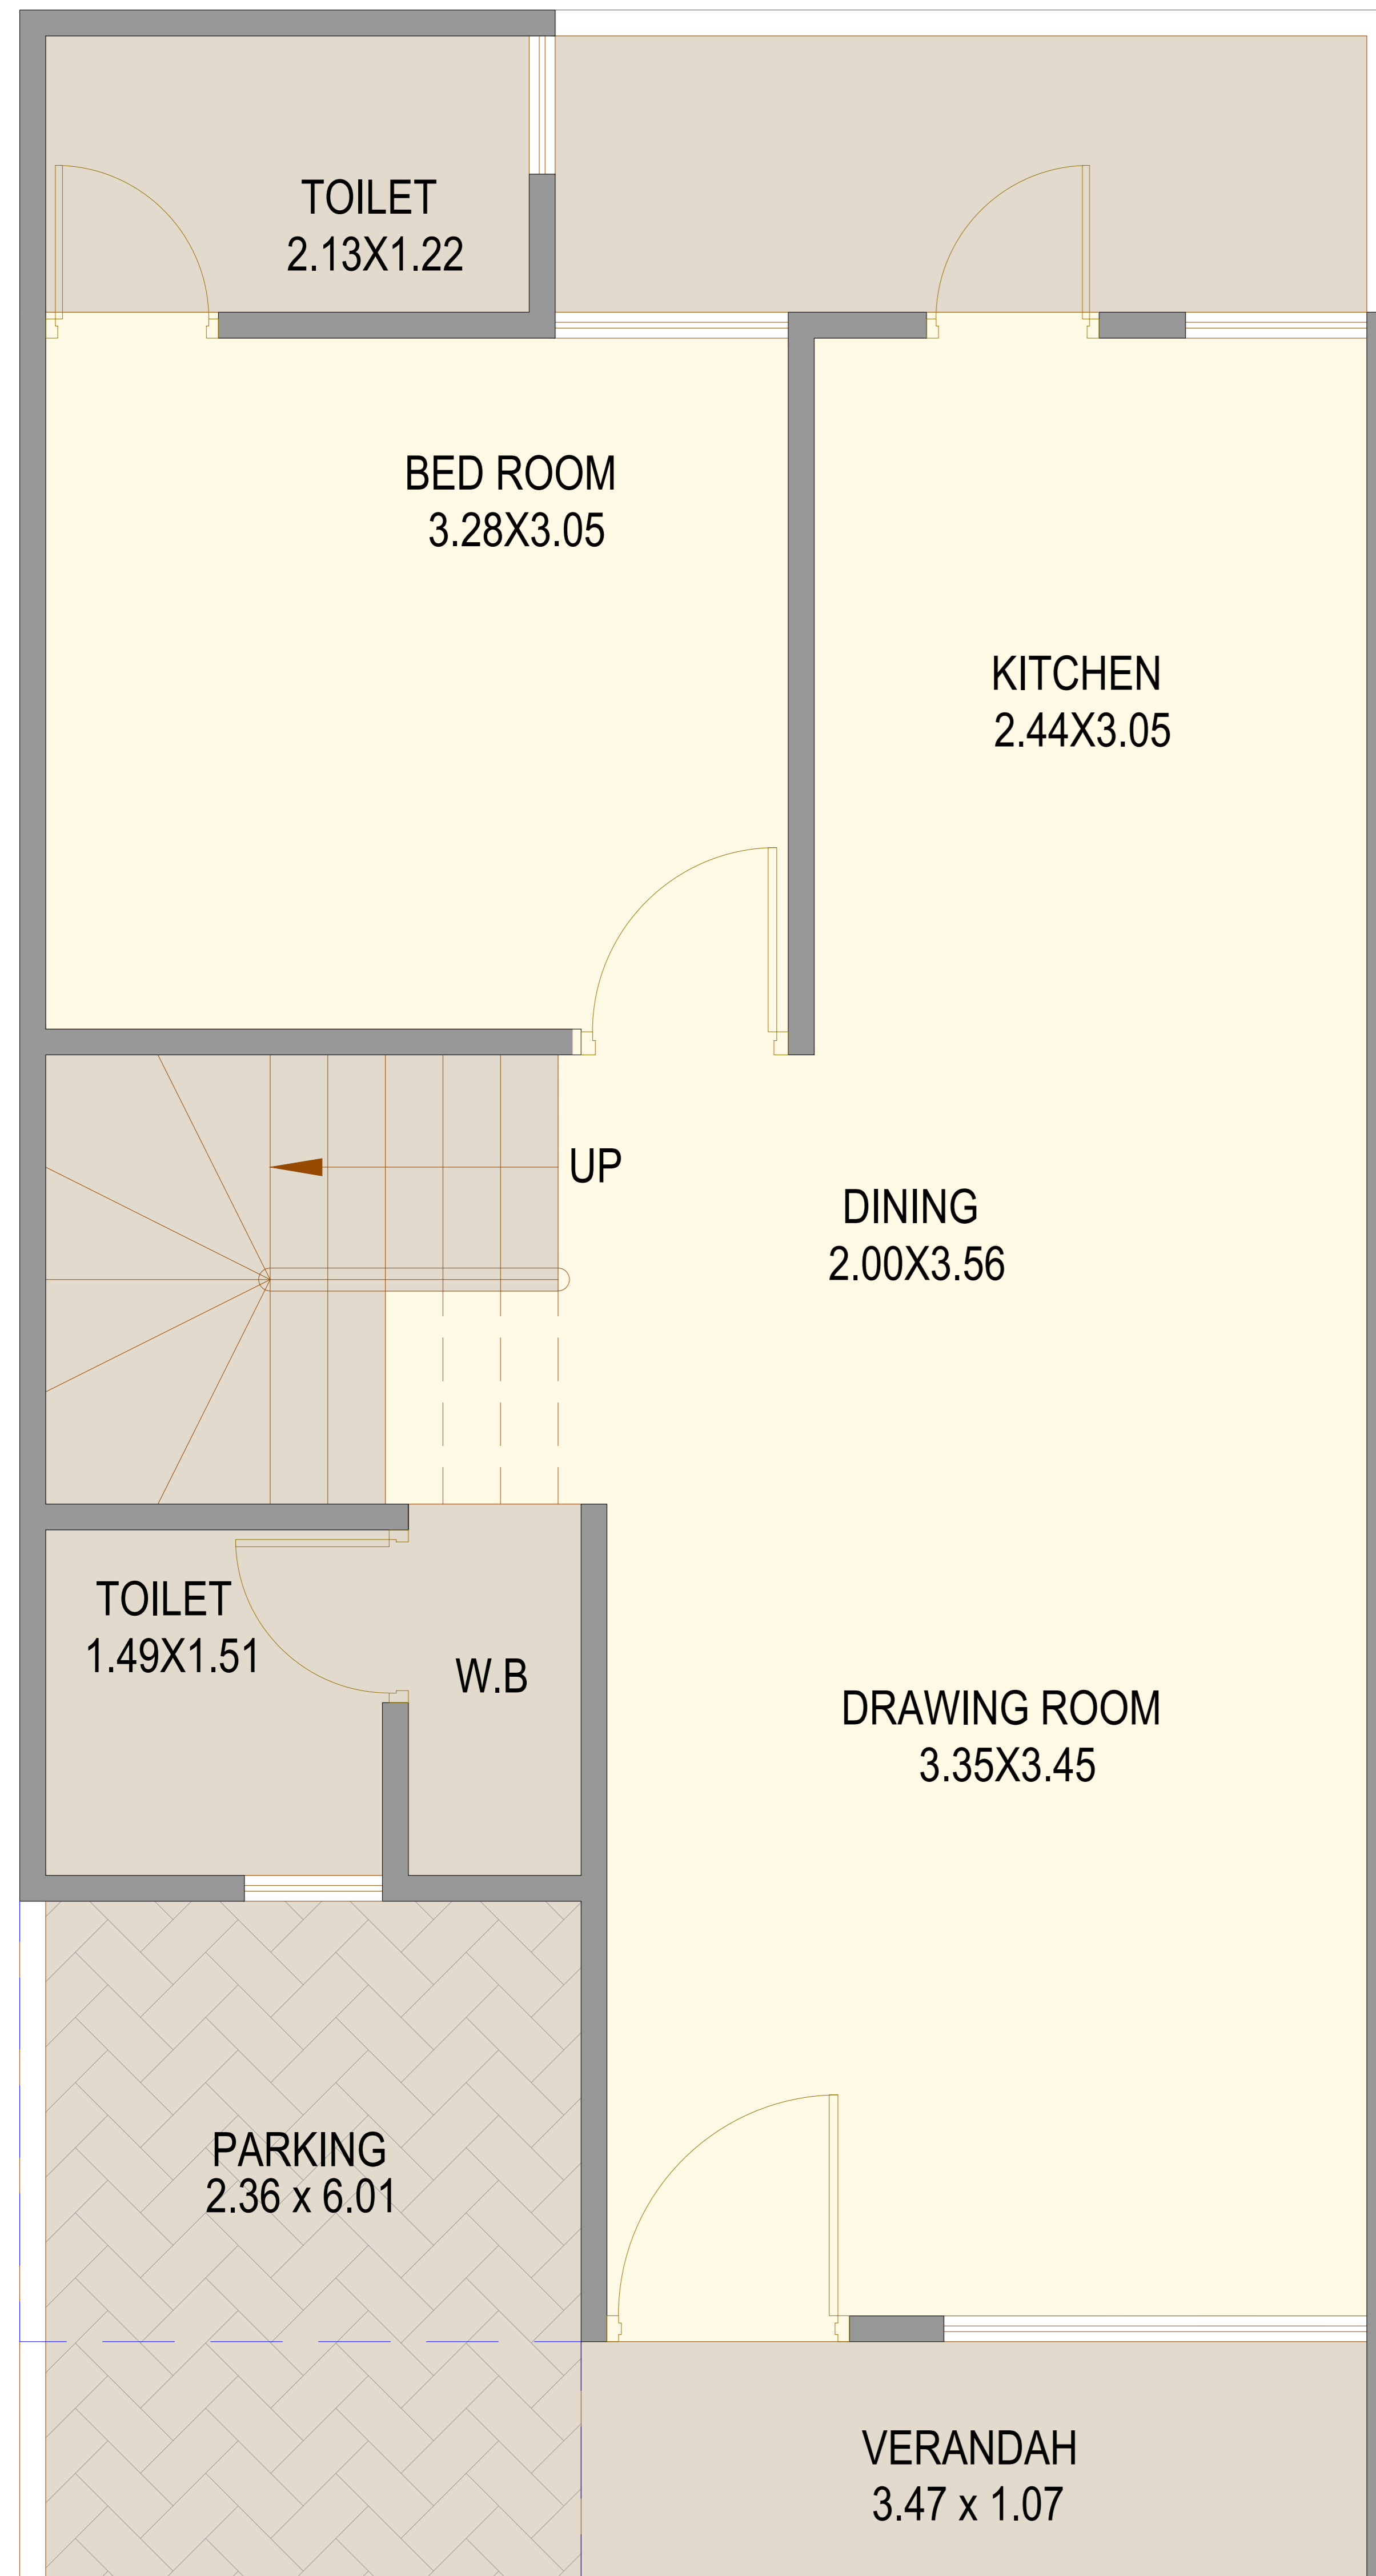 TOILET
2.13X1.22
BED ROOM
3.28X3.05
KITCHEN
2.44X3.05
UP
DINING
2.00X3.56
TOILET
1.49X1.51
W.B
DRAWING ROOM
3.35X3.45
PARKING
2.36 x 6.01
VERANDAH
3.47 x 1.07